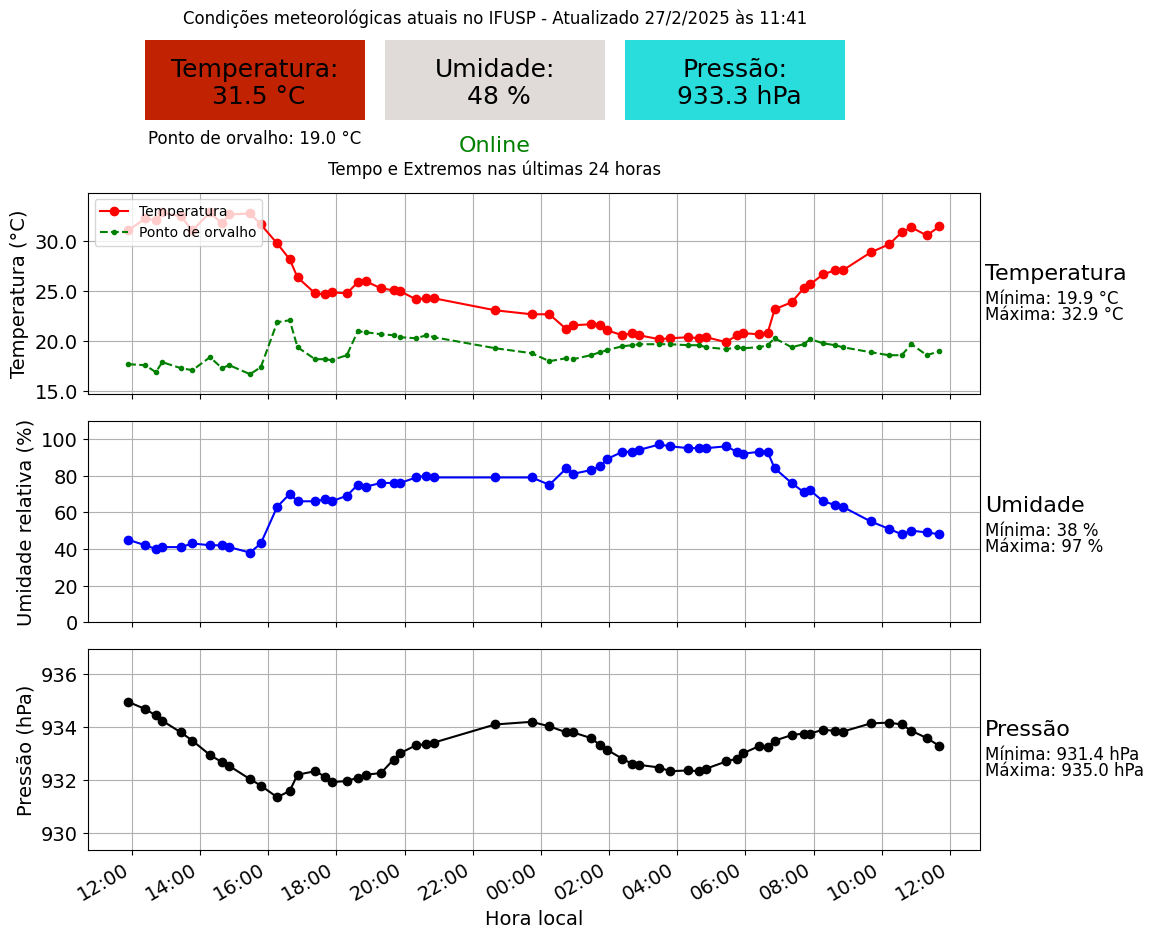 Condições meteorológicas atuais no IFUSP - Atualizado 27/2/2025 às 11:41
Temperatura:
31.5 °C
Umidade:
48 %
Pressão:
933.3 hPa
Ponto de orvalho: 19.0 °C
Online
Tempo e Extremos nas últimas 24 horas
Temperatura (°C)
30.0
25.0
20.0
15.0
Temperatura
Ponto de orvalho
Temperatura
Mínima: 19.9 °C
Máxima: 32.9 °C
Umidade relativa (%)
100
80
60
40
20
0
Umidade
Mínima: 38 %
Máxima: 97 %
Pressão (hPa)
936
934
932
930
Pressão
Mínima: 931.4 hPa
Máxima: 935.0 hPa
12:00 14:00 16:00 18:00 20:00 22:00 00:00 02:00 04:00 06:00 08:00 10:00 12:00
Hora local